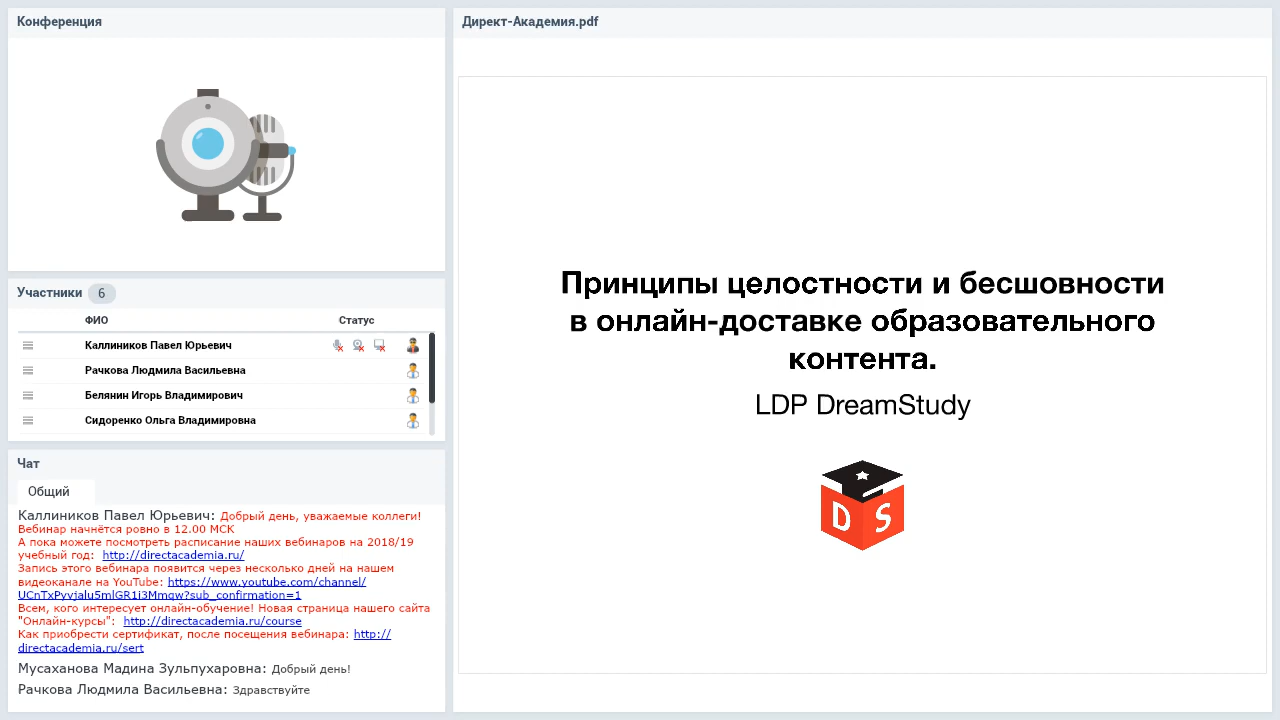 Конференция
Участники 6
ФИО Статус
Каллиников Павел Юрьевич
Рачкова Людмила Васильевна
Белянин Игорь Владимирович
Сидоренко Ольга Владимировна
Чат
Общий
Каллиников Павел Юрьевич: Добрый день, уважаемые коллеги!
Вебинар начнётся ровно в 12.00 МСК
А пока можете посмотреть расписание наших вебинаров на 2018/19
учебный год: http://directacademia.ru/
Запись этого вебинара появится через несколько дней на нашем
видеоканале на YouTube: https://www.youtube.com/channel/
UCnTxPyvjalu5mlGR1i3Mmqw?sub_confirmation=1
Всем, кого интересует онлайн-обучение! Новая страница нашего сайта
"Онлайн-курсы": http://directacademia.ru/course
Как приобрести сертификат, после посещения вебинара: http://
directacademia.ru/sert
Мусаханова Мадина Зульпухаровна: Добрый день!
Рачкова Людмила Васильевна: Здравствуйте
Директ-Академия.pdf
Принципы целостности и бесшовности
в онлайн-доставке образовательного
контента.
LDP DreamStudy
D S